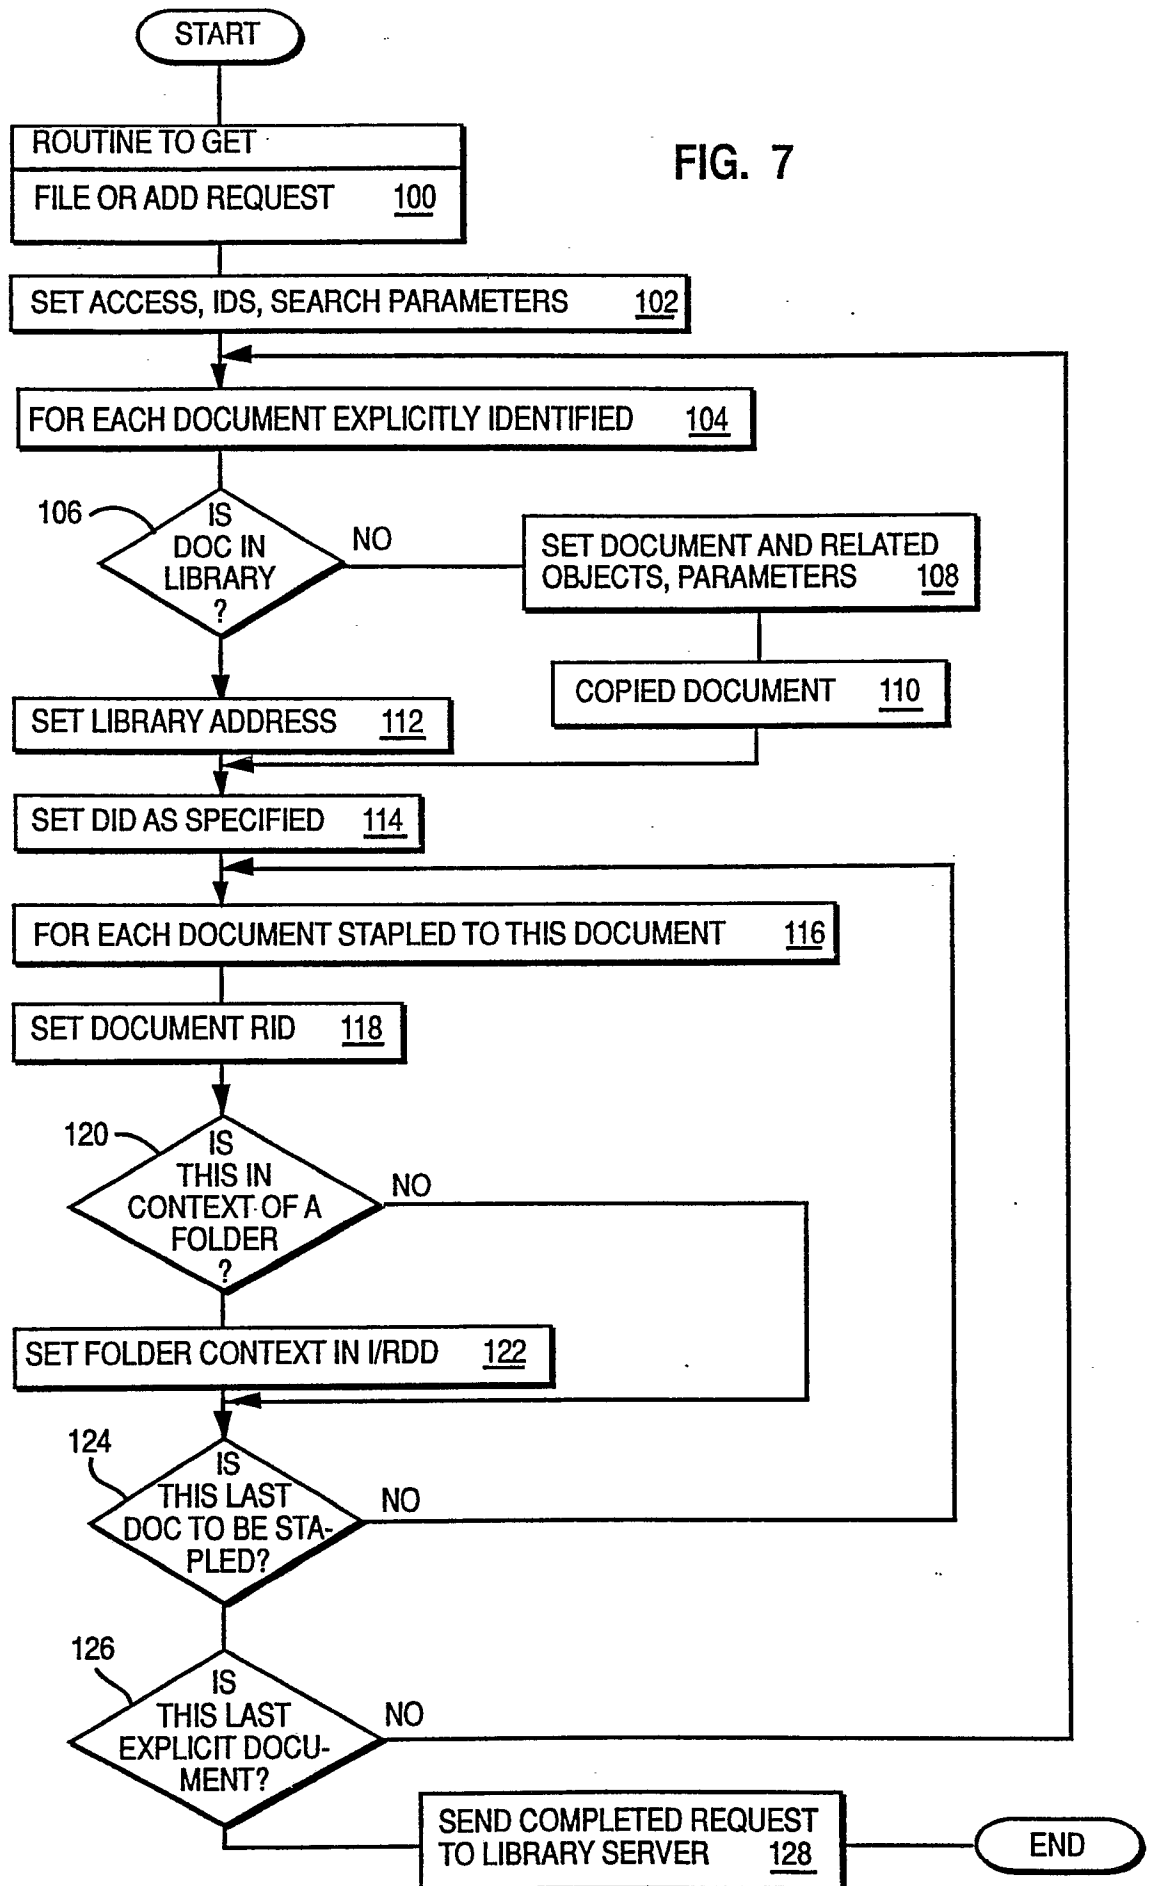 START
FIG. 7
ROUTINE TO GET
FILE OR ADD REQUEST 100
SET ACCESS, IDS, SEARCH PARAMETERS 102
FOR EACH DOCUMENT EXPLICITLY IDENTIFIED 104
106
IS
DOC IN
LIBRARY
?
NO
SET DOCUMENT AND RELATED
OBJECTS, PARAMETERS 108
COPIED DOCUMENT 110
SET LIBRARY ADDRESS 112
SET DID AS SPECIFIED 114
FOR EACH DOCUMENT STAPLED TO THIS DOCUMENT 116
SET DOCUMENT RID 118
120
IS
THIS IN
CONTEXT OF A
FOLDER
?
NO
SET FOLDER CONTEXT IN I/RDD 122
124
IS
THIS LAST
DOC TO BE STA-
PLED?
NO
126
IS
THIS LAST
EXPLICIT DOCU-
MENT?
NO
SEND COMPLETED REQUEST
TO LIBRARY SERVER 128
END